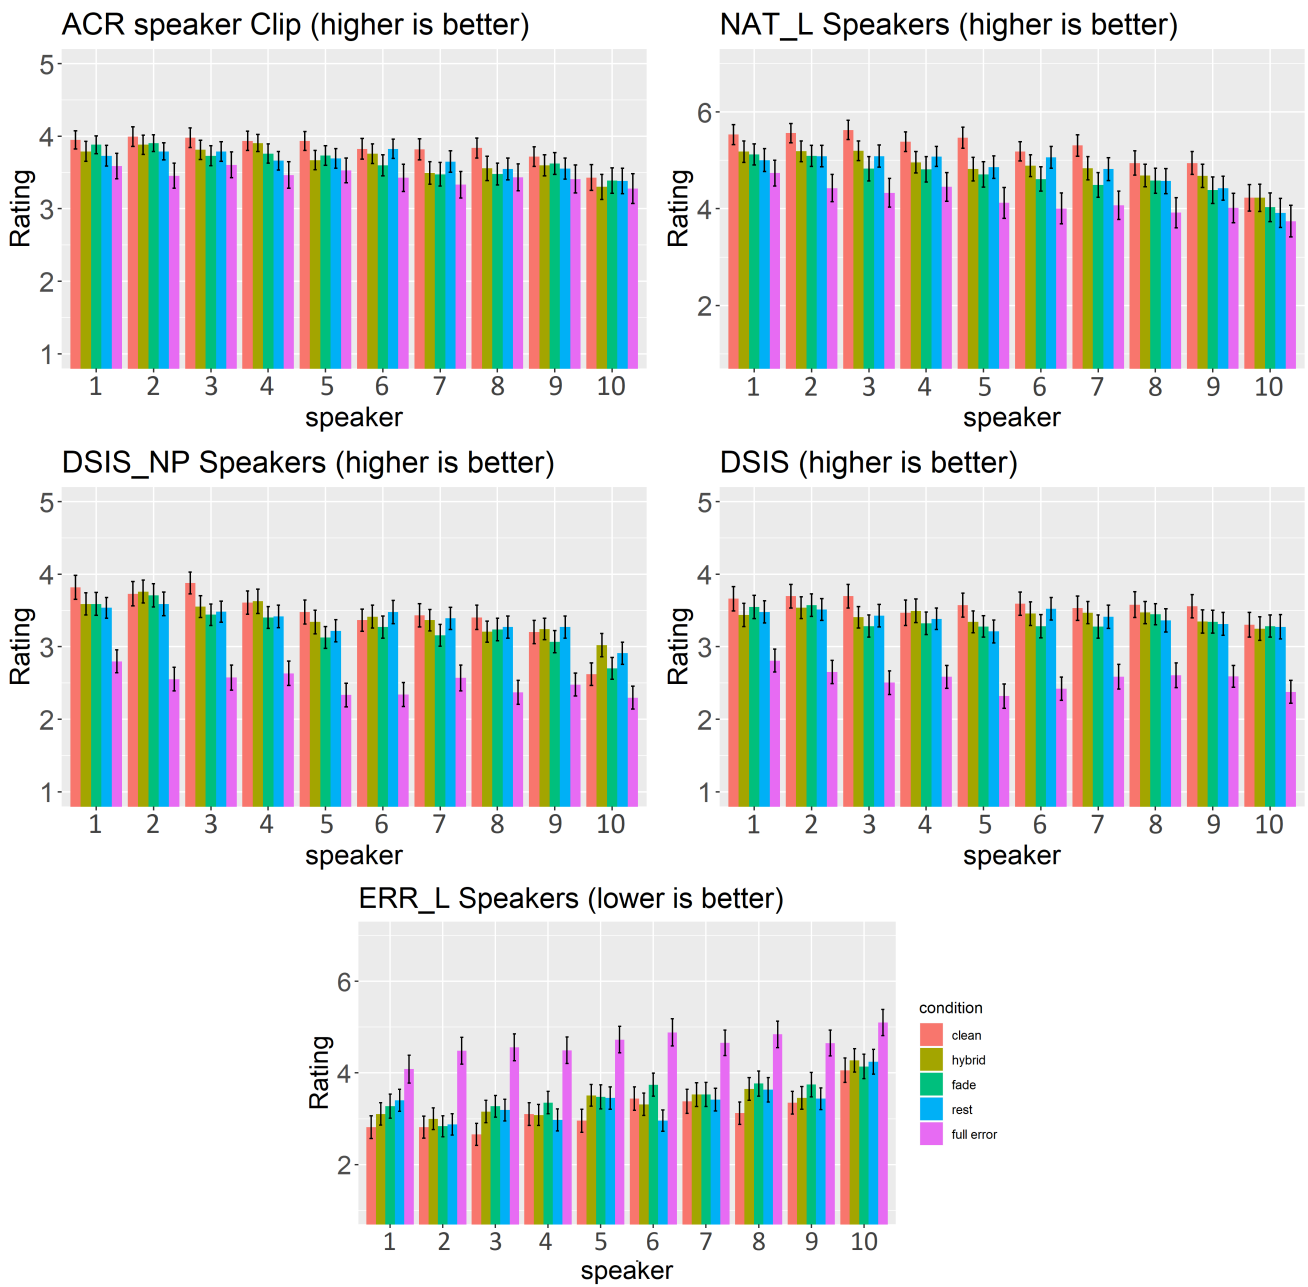 ACR speaker Clip (higher is better)
5
4
3
2
1
Rating
1 2 3 4 5 6 7 8 9 10
speaker
NAT_L Speakers (higher is better)
6
4
2
Rating
1 2 3 4 5 6 7 8 9 10
speaker
DSIS_NP Speakers (higher is better)
5
4
3
2
1
Rating
1 2 3 4 5 6 7 8 9 10
speaker
DSIS (higher is better)
5
4
3
2
1
Rating
1 2 3 4 5 6 7 8 9 10
speaker
ERR_L Speakers (lower is better)
6
4
2
Rating
1 2 3 4 5 6 7 8 9 10
speaker
condition
clean
hybrid
fade
rest
full error